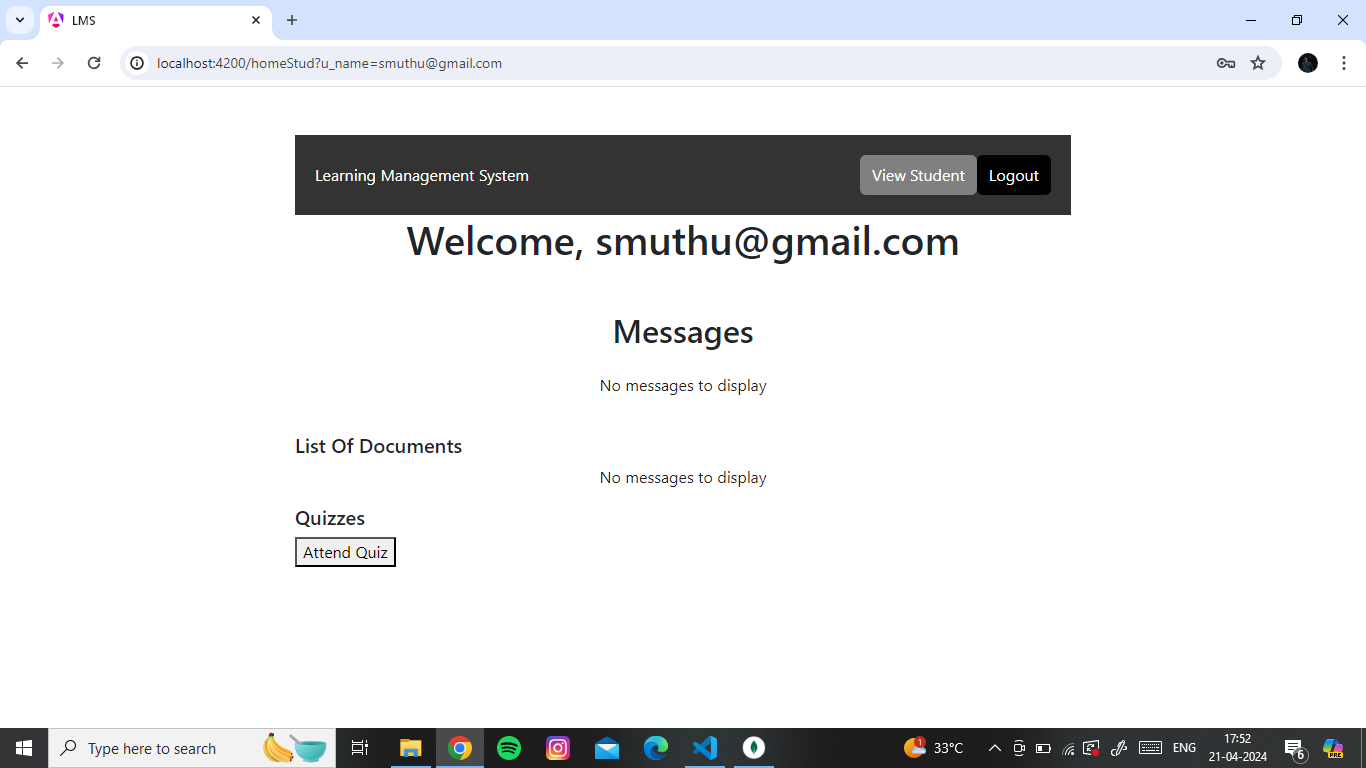 LMS
localhost:4200/homeStud?u_name=smuthu@gmail.com
Learning Management System View Student Logout
Welcome, smuthu@gmail.com
Messages
No messages to display
List Of Documents
No messages to display
Quizzes
Attend Quiz
Type here to search 1 33°C ENG 17:52 6 PRE
21-04-2024